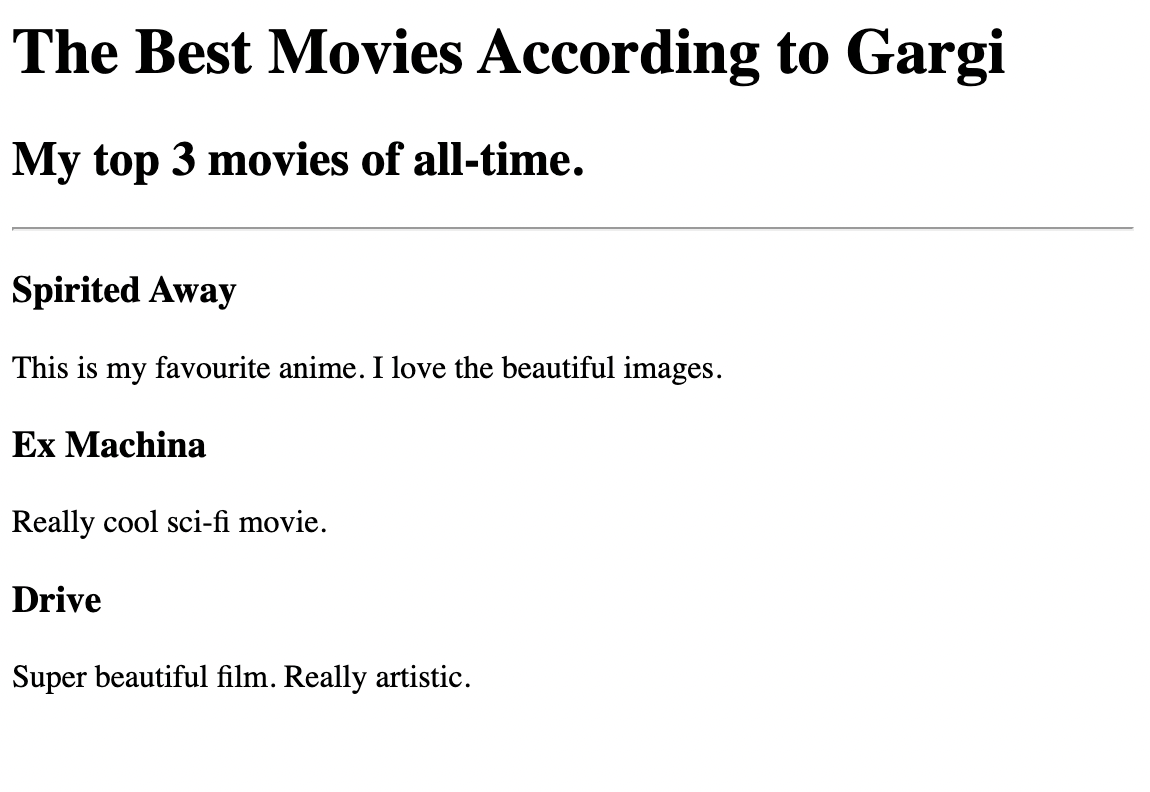 The Best Movies According to Gargi
My top 3 movies of all-time.
Spirited Away
This is my favourite anime. I love the beautiful images.
Ex Machina
Really cool sci-fi movie.
Drive
Super beautiful film. Really artistic.